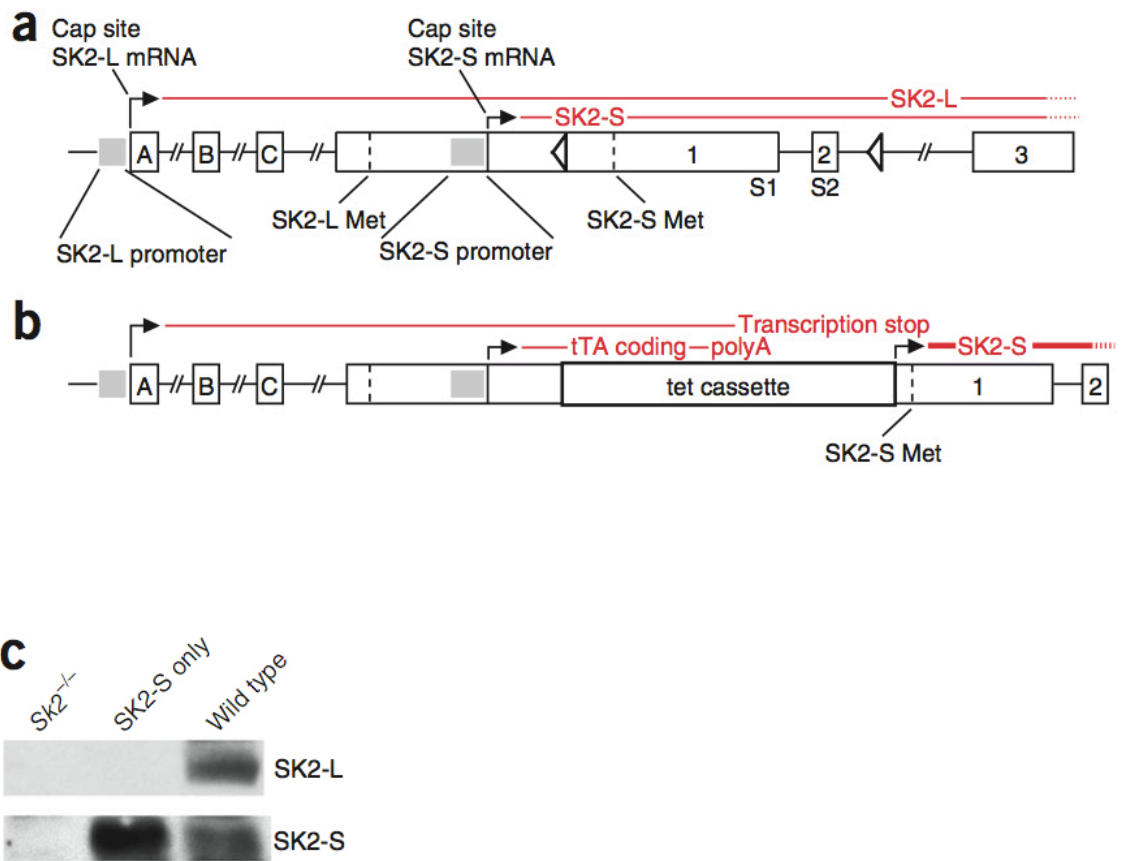 a
Cap site
SK2-L mRNA
Cap site
SK2-S mRNA
SK2-L
SK2-S
A B C 1 2 3
S1 S2
SK2-L Met
SK2-S Met
SK2-L promoter
SK2-S promoter
b
Transcription stop
tTA coding polyA
SK2-S
A B C tet cassette 1 2
SK2-S Met
c
Sk2−/−
SK2-S only
Wild type
SK2-L
SK2-S